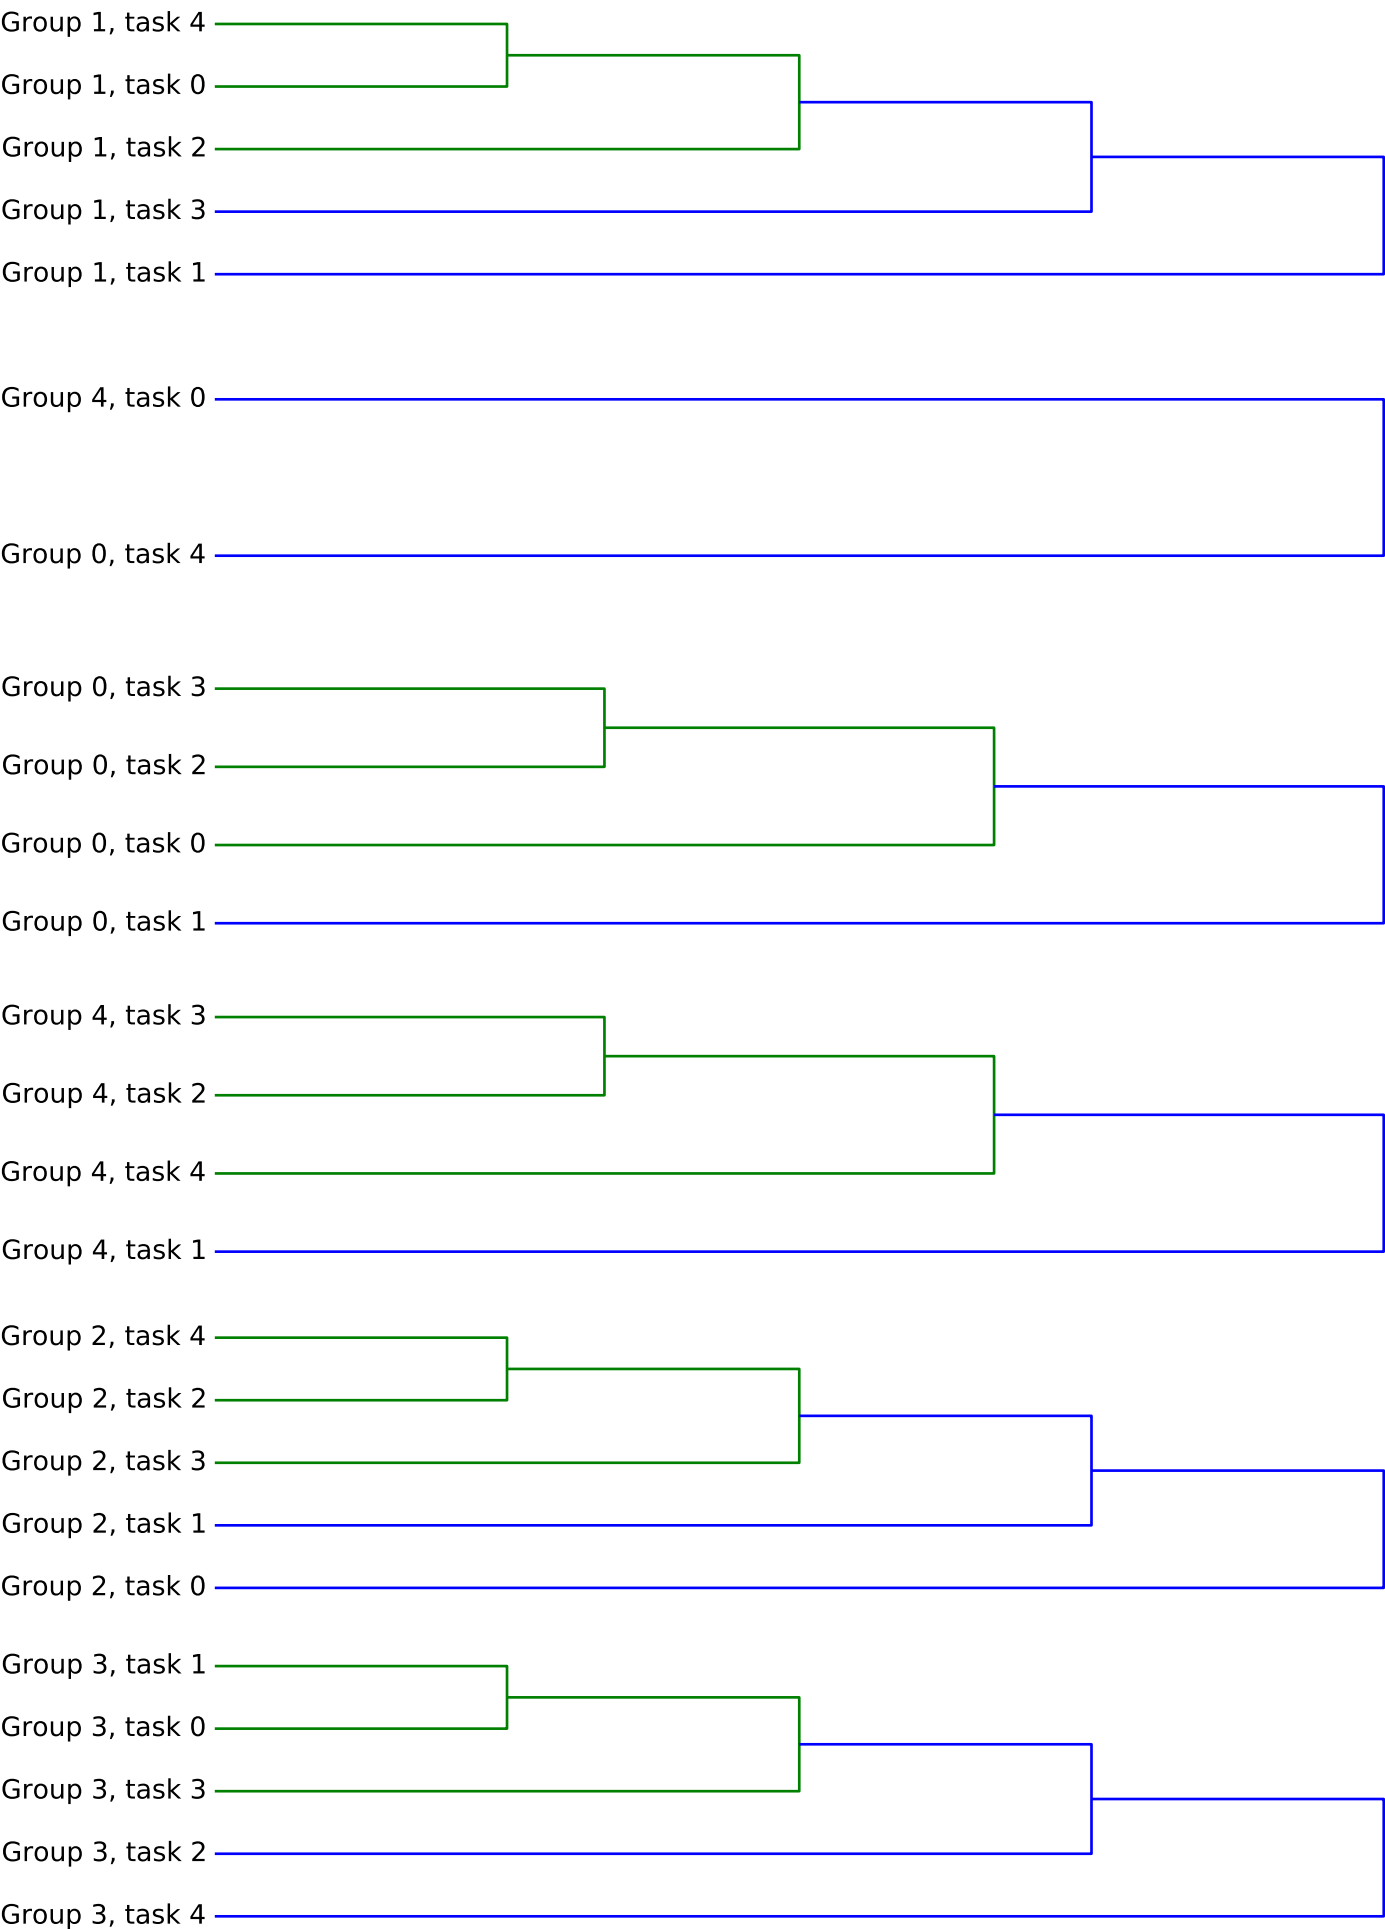 Group 1, task 4
Group 1, task 0
Group 1, task 2
Group 1, task 3
Group 1, task 1
Group 4, task 0
Group 0, task 4
Group 0, task 3
Group 0, task 2
Group 0, task 0
Group 0, task 1
Group 4, task 3
Group 4, task 2
Group 4, task 4
Group 4, task 1
Group 2, task 4
Group 2, task 2
Group 2, task 3
Group 2, task 1
Group 2, task 0
Group 3, task 1
Group 3, task 0
Group 3, task 3
Group 3, task 2
Group 3, task 4